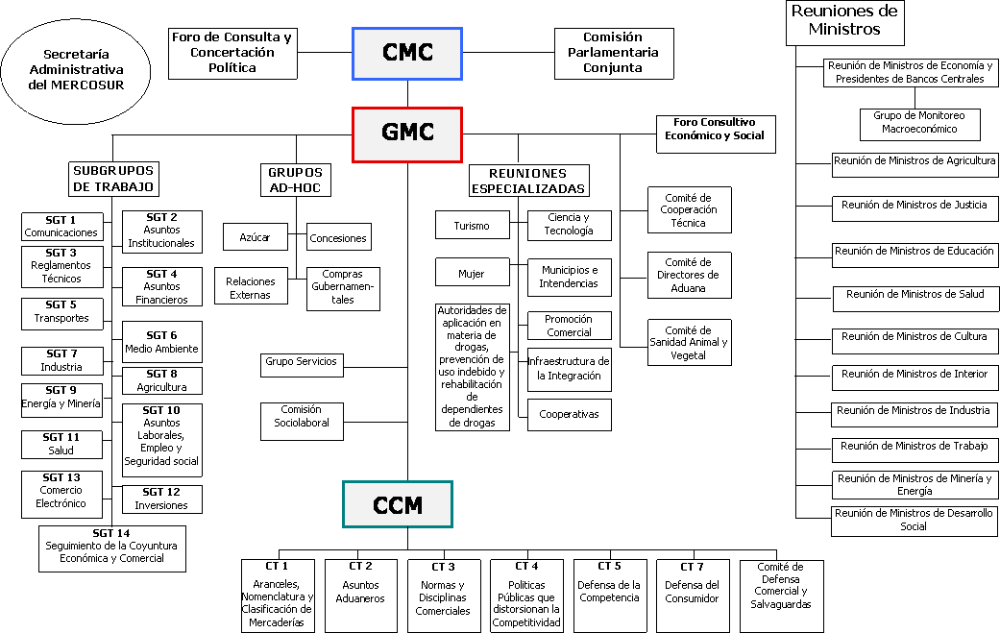 Secretaría
Administrativa
del MERCOSUR
Foro de Consulta y
Concertación
Política
CMC
Comisión
Parlamentaria
Conjunta
GMC
Foro Consultivo
Económico y Social
SUBGRUPOS
DE TRABAJO
SGT 1
Comunicaciones
SGT 2
Asuntos
Institucionales
SGT 3
Reglamentos
Técnicos
SGT 4
Asuntos
Financieros
SGT 5
Transportes
SGT 6
Medio Ambiente
SGT 7
Industria
SGT 8
Agricultura
SGT 9
Energía y Minería
SGT 10
Asuntos
Laborales,
Empleo y
Seguridad social
SGT 11
Salud
SGT 13
Comercio
Electrónico
SGT 12
Inversiones
SGT 14
Seguimiento de la Coyuntura
Económica y Comercial
GRUPOS
AD-HOC
Azúcar
Concesiones
Relaciones
Externas
Compras
Gubernamen-
tales
Grupo Servicios
Comisión
Sociolaboral
REUNIONES
ESPECIALIZADAS
Turismo
Ciencia y
Tecnología
Mujer
Municipios e
Intendencias
Autoridades de
aplicación en
materia de
drogas,
prevención de
uso indebido y
rehabilitación
de
dependientes
de drogas
Promoción
Comercial
Infraestructura de
la Integración
Cooperativas
Comité de
Cooperación
Técnica
Comité de
Directores de
Aduana
Comité de
Sanidad Animal y
Vegetal
CCM
CT 1
Aranceles,
Nomenclatura y
Clasificación de
Mercaderías
CT 2
Asuntos
Aduaneros
CT 3
Normas y
Disciplinas
Comerciales
CT 4
Politicas
Públicas que
distorsionan la
Competitividad
CT 5
Defensa de la
Competencia
CT 7
Defensa del
Consumidor
Comité de
Defensa
Comercial y
Salvaguardas
Reuniones de
Ministros
Reunión de Ministros de Economía y
Presidentes de Bancos Centrales
Grupo de Monitoreo
Macroeconómico
Reunión de Ministros de Agricultura
Reunión de Ministros de Justicia
Reunión de Ministros de Educación
Reunión de Ministros de Salud
Reunión de Ministros de Cultura
Reunión de Ministros de Interior
Reunión de Ministros de Industria
Reunión de Ministros de Trabajo
Reunión de Ministros de Minería y
Energía
Reunión de Ministros de Desarrollo
Social